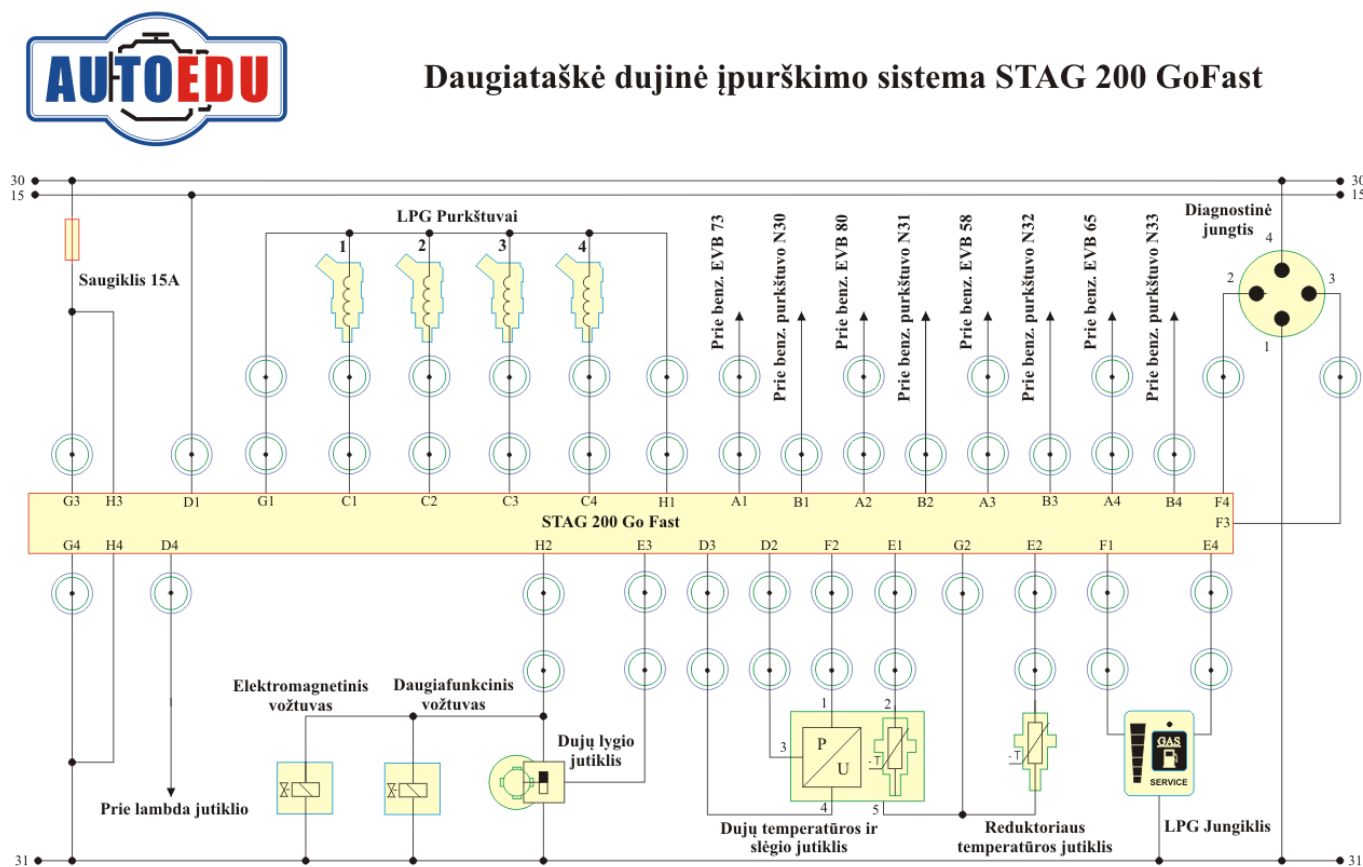 AUTOEDU
Daugiataškė dujinė įpurškimo sistema STAG 200 GoFast
30
30
15
15
LPG Purkštuvai
1
2
3
4
Saugiklis 15A
Prie benz. EVB 73
Prie benz. purkštuvo N30
Prie benz. EVB 80
Prie benz. purkštuvo N31
Prie benz. EVB 58
Prie benz. purkštuvo N32
Prie benz. EVB 65
Prie benz. purkštuvo N33
Diagnostinė
jungtis
4
2
3
1
G3
H3
D1
G1
C1
C2
C3
C4
H1
A1
B1
A2
B2
A3
B3
A4
B4
F4
STAG 200 Go Fast
F3
G4
H4
D4
H2
E3
D3
D2
F2
E1
G2
E2
F1
E4
Elektromagnetinis
vožtuvas
Daugiafunkcinis
vožtuvas
Dujų lygio
jutiklis
1
2
3
P
U
- T
4
5
- T
GAS
SERVICE
Prie lambda jutiklio
Dujų temperatūros ir
slėgio jutiklis
Reduktoriaus
temperatūros jutiklis
LPG Jungiklis
31
31